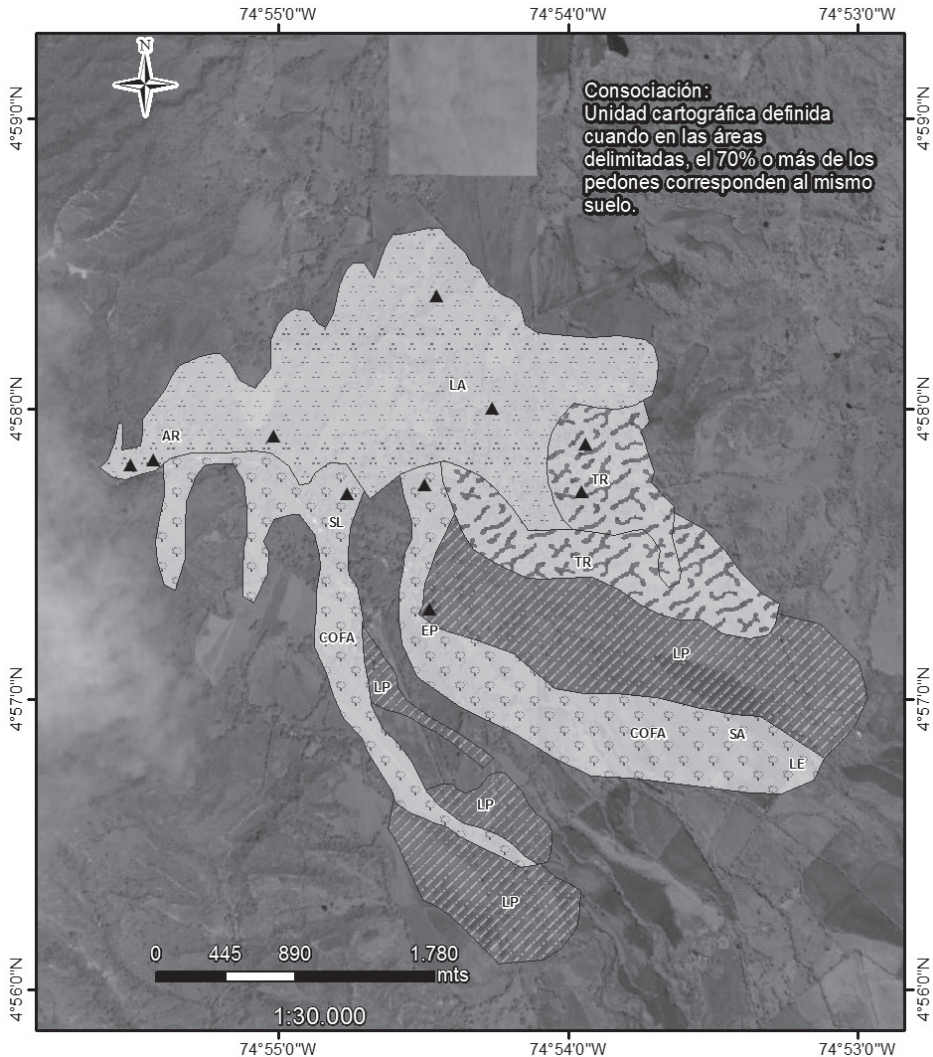 74°55'0"W 74°54'0"W 74°53'0"W
N
Consociación:
Unidad cartográfica definida
cuando en las áreas
delimitadas, el 70% o más de los
pedones corresponden al mismo
suelo.
4°59'0"N 4°59'0"N
LA
4°58'0"N 4°58'0"N
AR
TR
SL
TR
EP
COFA
LP
LP
4°57'0"N 4°57'0"N
COFA SA
LE
LP
LP
0 445 890 1.780
mts
4°56'0"N 4°56'0"N
1:30.000
74°55'0"W 74°54'0"W 74°53'0"W